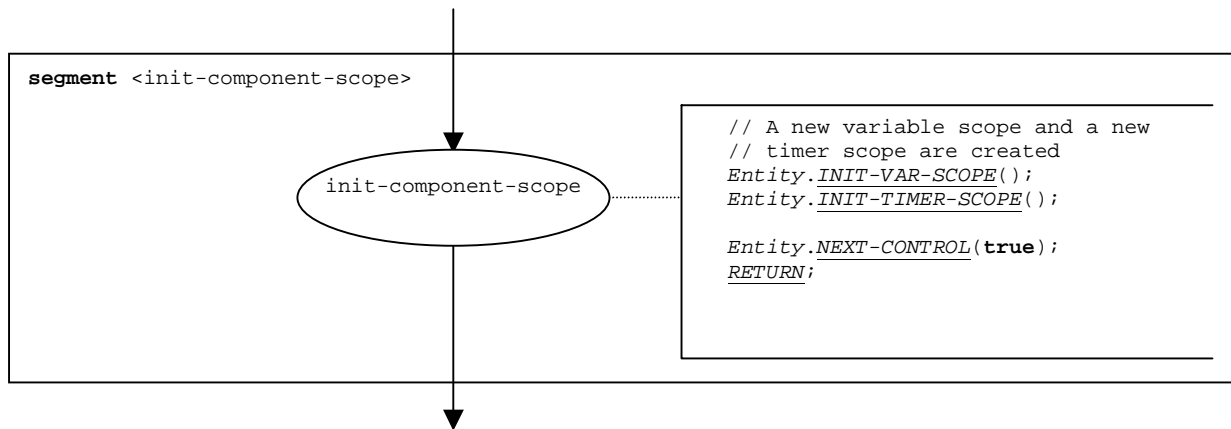 segment <init-component-scope>
init-component-scope
// A new variable scope and a new
// timer scope are created
Entity.INIT-VAR-SCOPE();
Entity.INIT-TIMER-SCOPE();
Entity.NEXT-CONTROL(true);
RETURN;